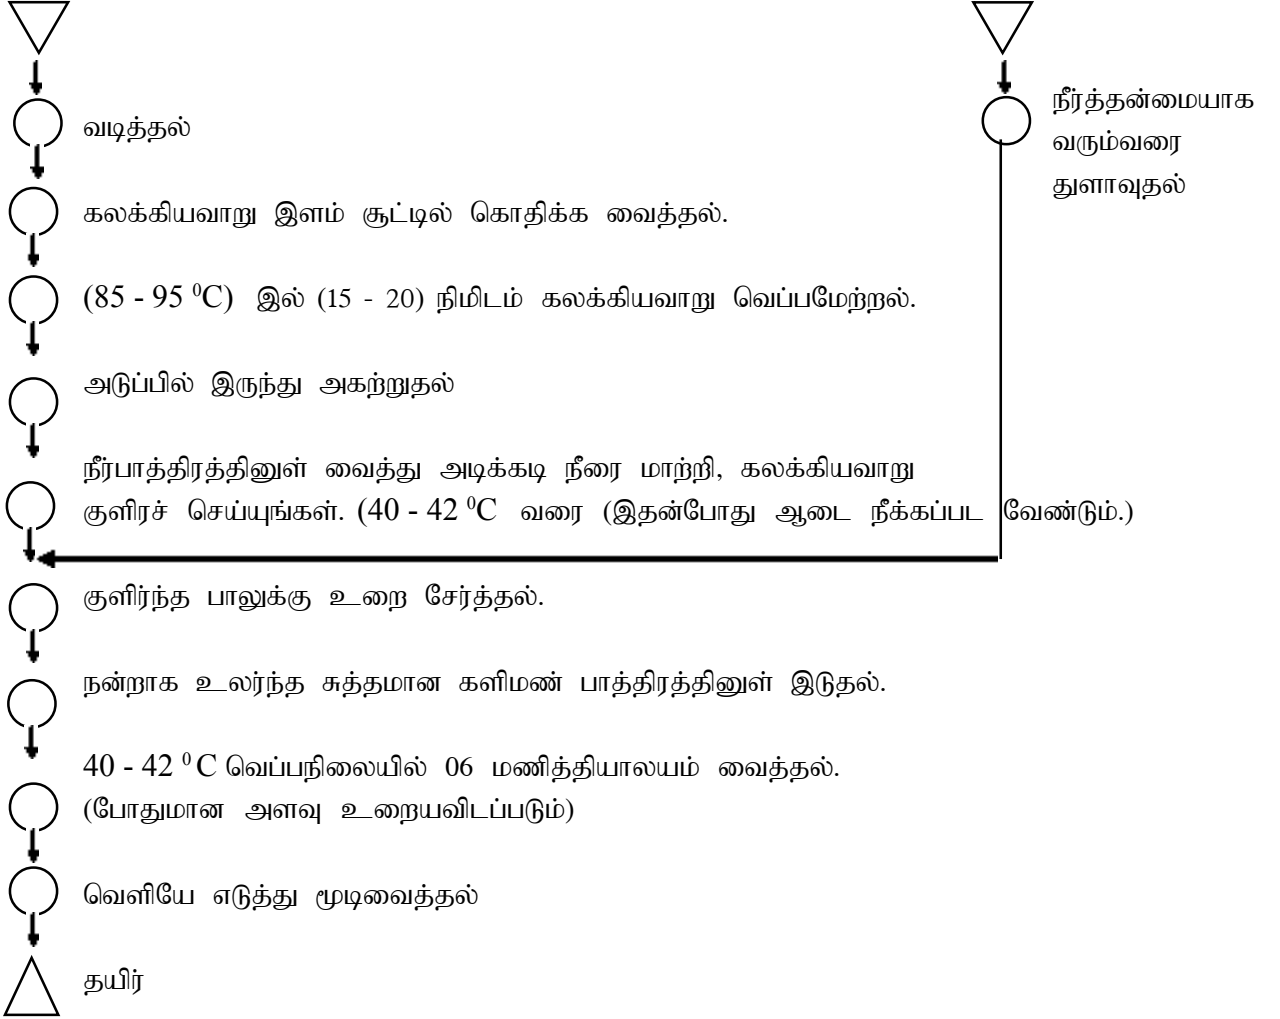 வடித்தல்
நீர்த்தன்மையாக
வரும்வரை
துளாவுதல்
கலக்கியவாறு இளம் சூட்டில் கொதிக்க வைத்தல்.
(85 - 95 ⁰C) இல் (15 - 20) நிமிடம் கலக்கியவாறு வெப்பமேற்றல்.
அடுப்பில் இருந்து அகற்றுதல்
நீர்பாத்திரத்தினுள் வைத்து அடிக்கடி நீரை மாற்றி, கலக்கியவாறு
குளிரச் செய்யுங்கள். (40 - 42 ⁰C வரை (இதன்போது ஆடை நீக்கப்பட வேண்டும்.)
குளிர்ந்த பாலுக்கு உறை சேர்த்தல்.
நன்றாக உலர்ந்த சுத்தமான களிமண் பாத்திரத்தினுள் இடுதல்.
40 - 42 ⁰ C வெப்பநிலையில் 06 மணித்தியாலயம் வைத்தல்.
(போதுமான அளவு உறையவிடப்படும்)
வெளியே எடுத்து மூடிவைத்தல்
தயிர்